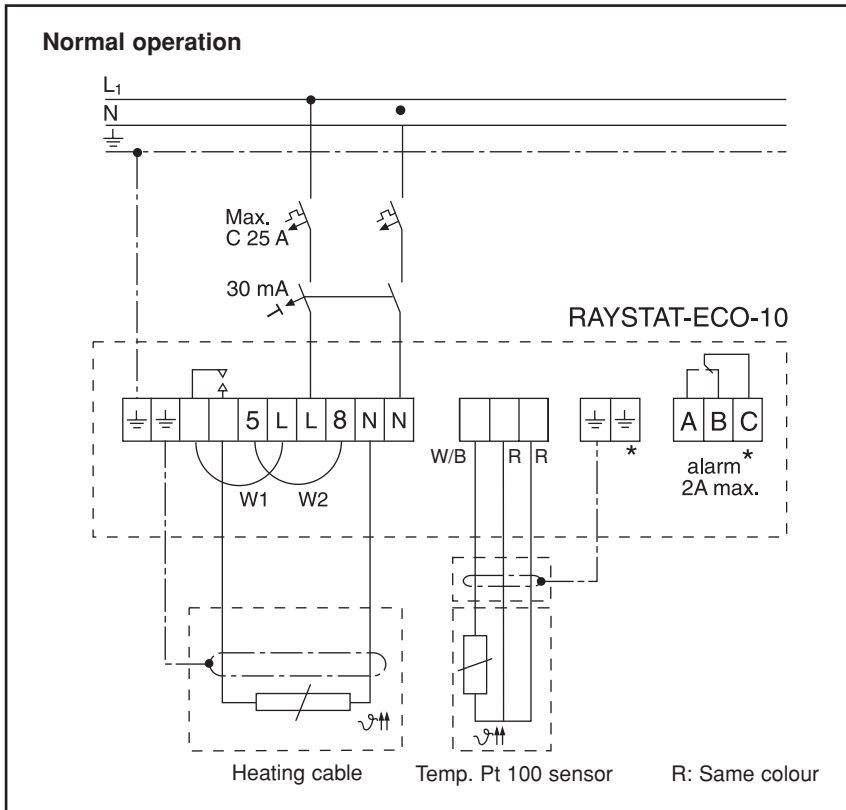 Normal operation
L1
N
Max.
C 25 A
30 mA
RAYSTAT-ECO-10
5 L L 8 N N
A B C
W/B R R * alarm *
2A max.
W1 W2
Heating cable Temp. Pt 100 sensor R: Same colour